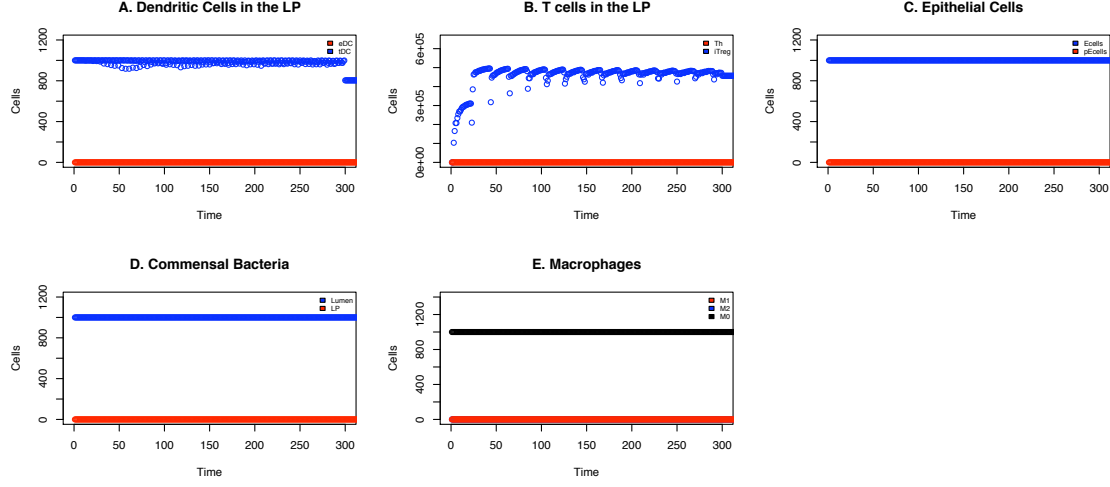 A. Dendritic Cells in the LP
Cells
0
400
800
1200
eDC
tDC
0
50
100
150
200
250
300
Time
B. T cells in the LP
Cells
0e+00
3e+05
6e+05
Th
iTreg
0
50
100
150
200
250
300
Time
C. Epithelial Cells
Cells
0
400
800
1200
Ecells
pEcells
0
50
100
150
200
250
300
Time
D. Commensal Bacteria
Cells
0
400
800
1200
Lumen
LP
0
50
100
150
200
250
300
Time
E. Macrophages
Cells
0
400
800
1200
M1
M2
M0
0
50
100
150
200
250
300
Time